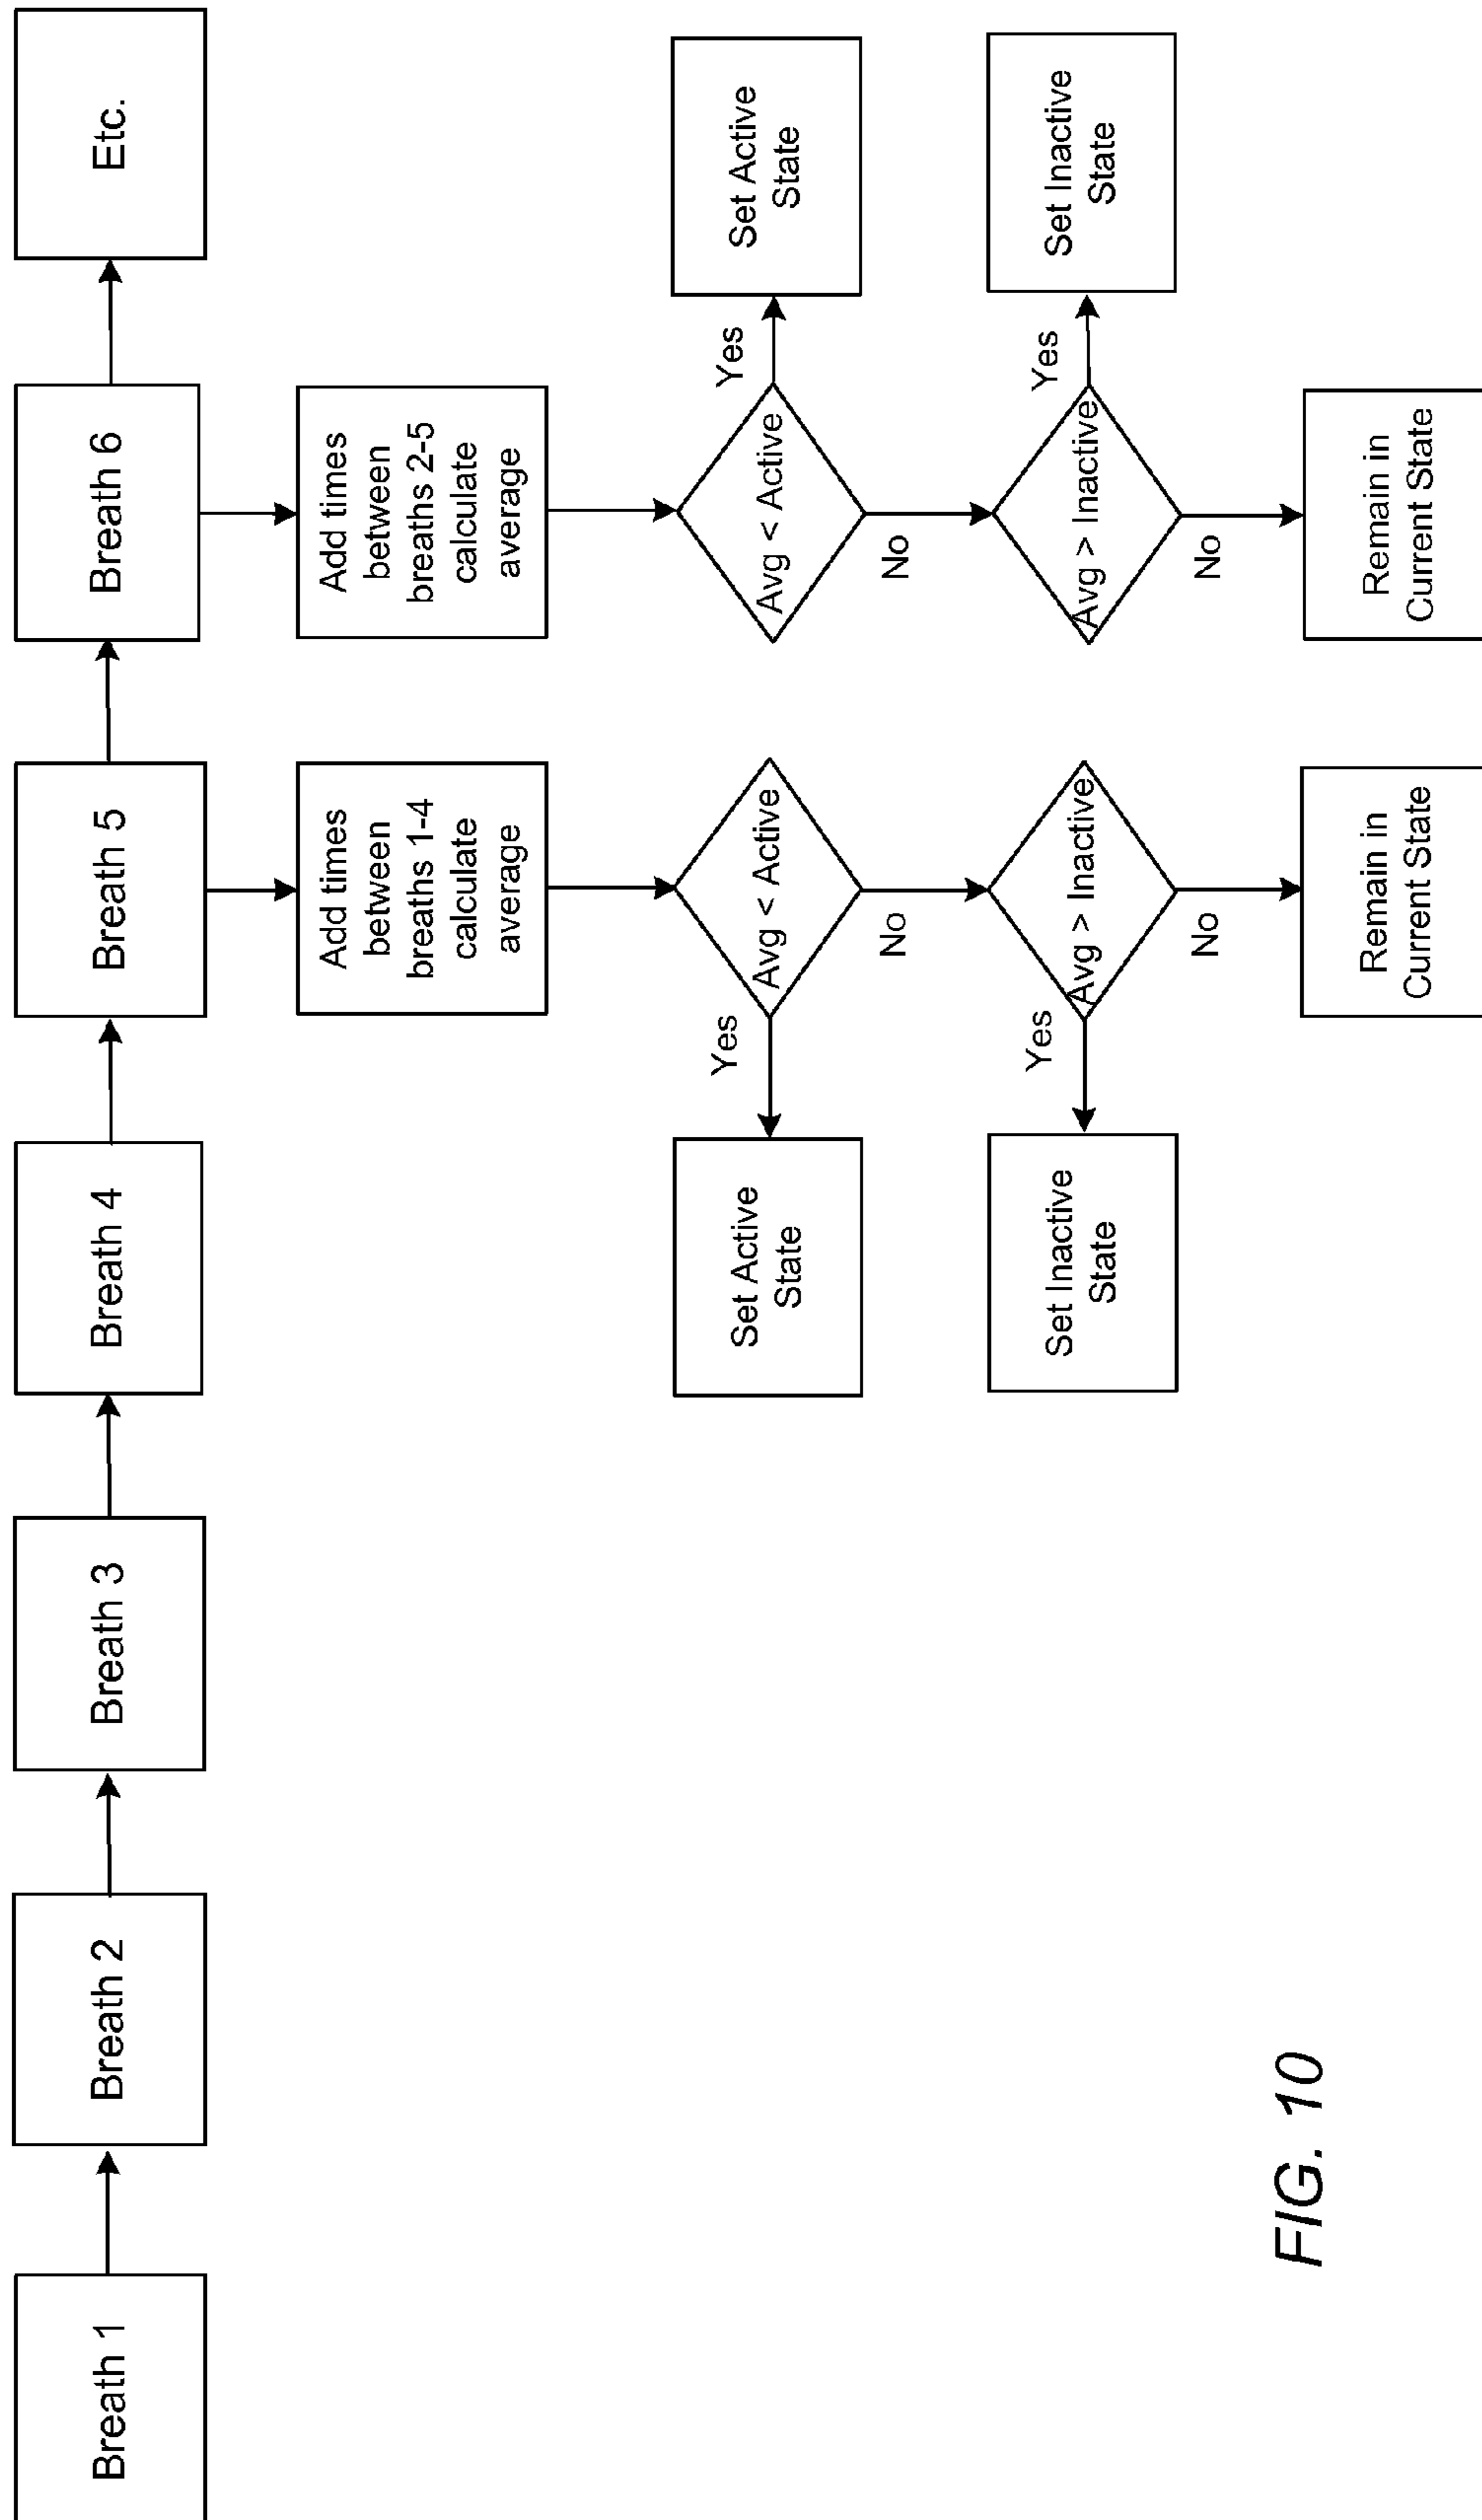 Breath 1
Breath 2
Breath 3
Breath 4
Breath 5
Breath 6
Etc.
Add times
between
breaths 1-4
calculate
average
Add times
between
breaths 2-5
calculate
average
Set Active
State
Yes
Avg < Active
No
Avg < Active
Yes
No
Set Active
State
Set Inactive
State
Yes
Avg > Inactive
No
Avg > Inactive
Yes
No
Set Inactive
State
Remain in
Current State
Remain in
Current State
FIG. 10